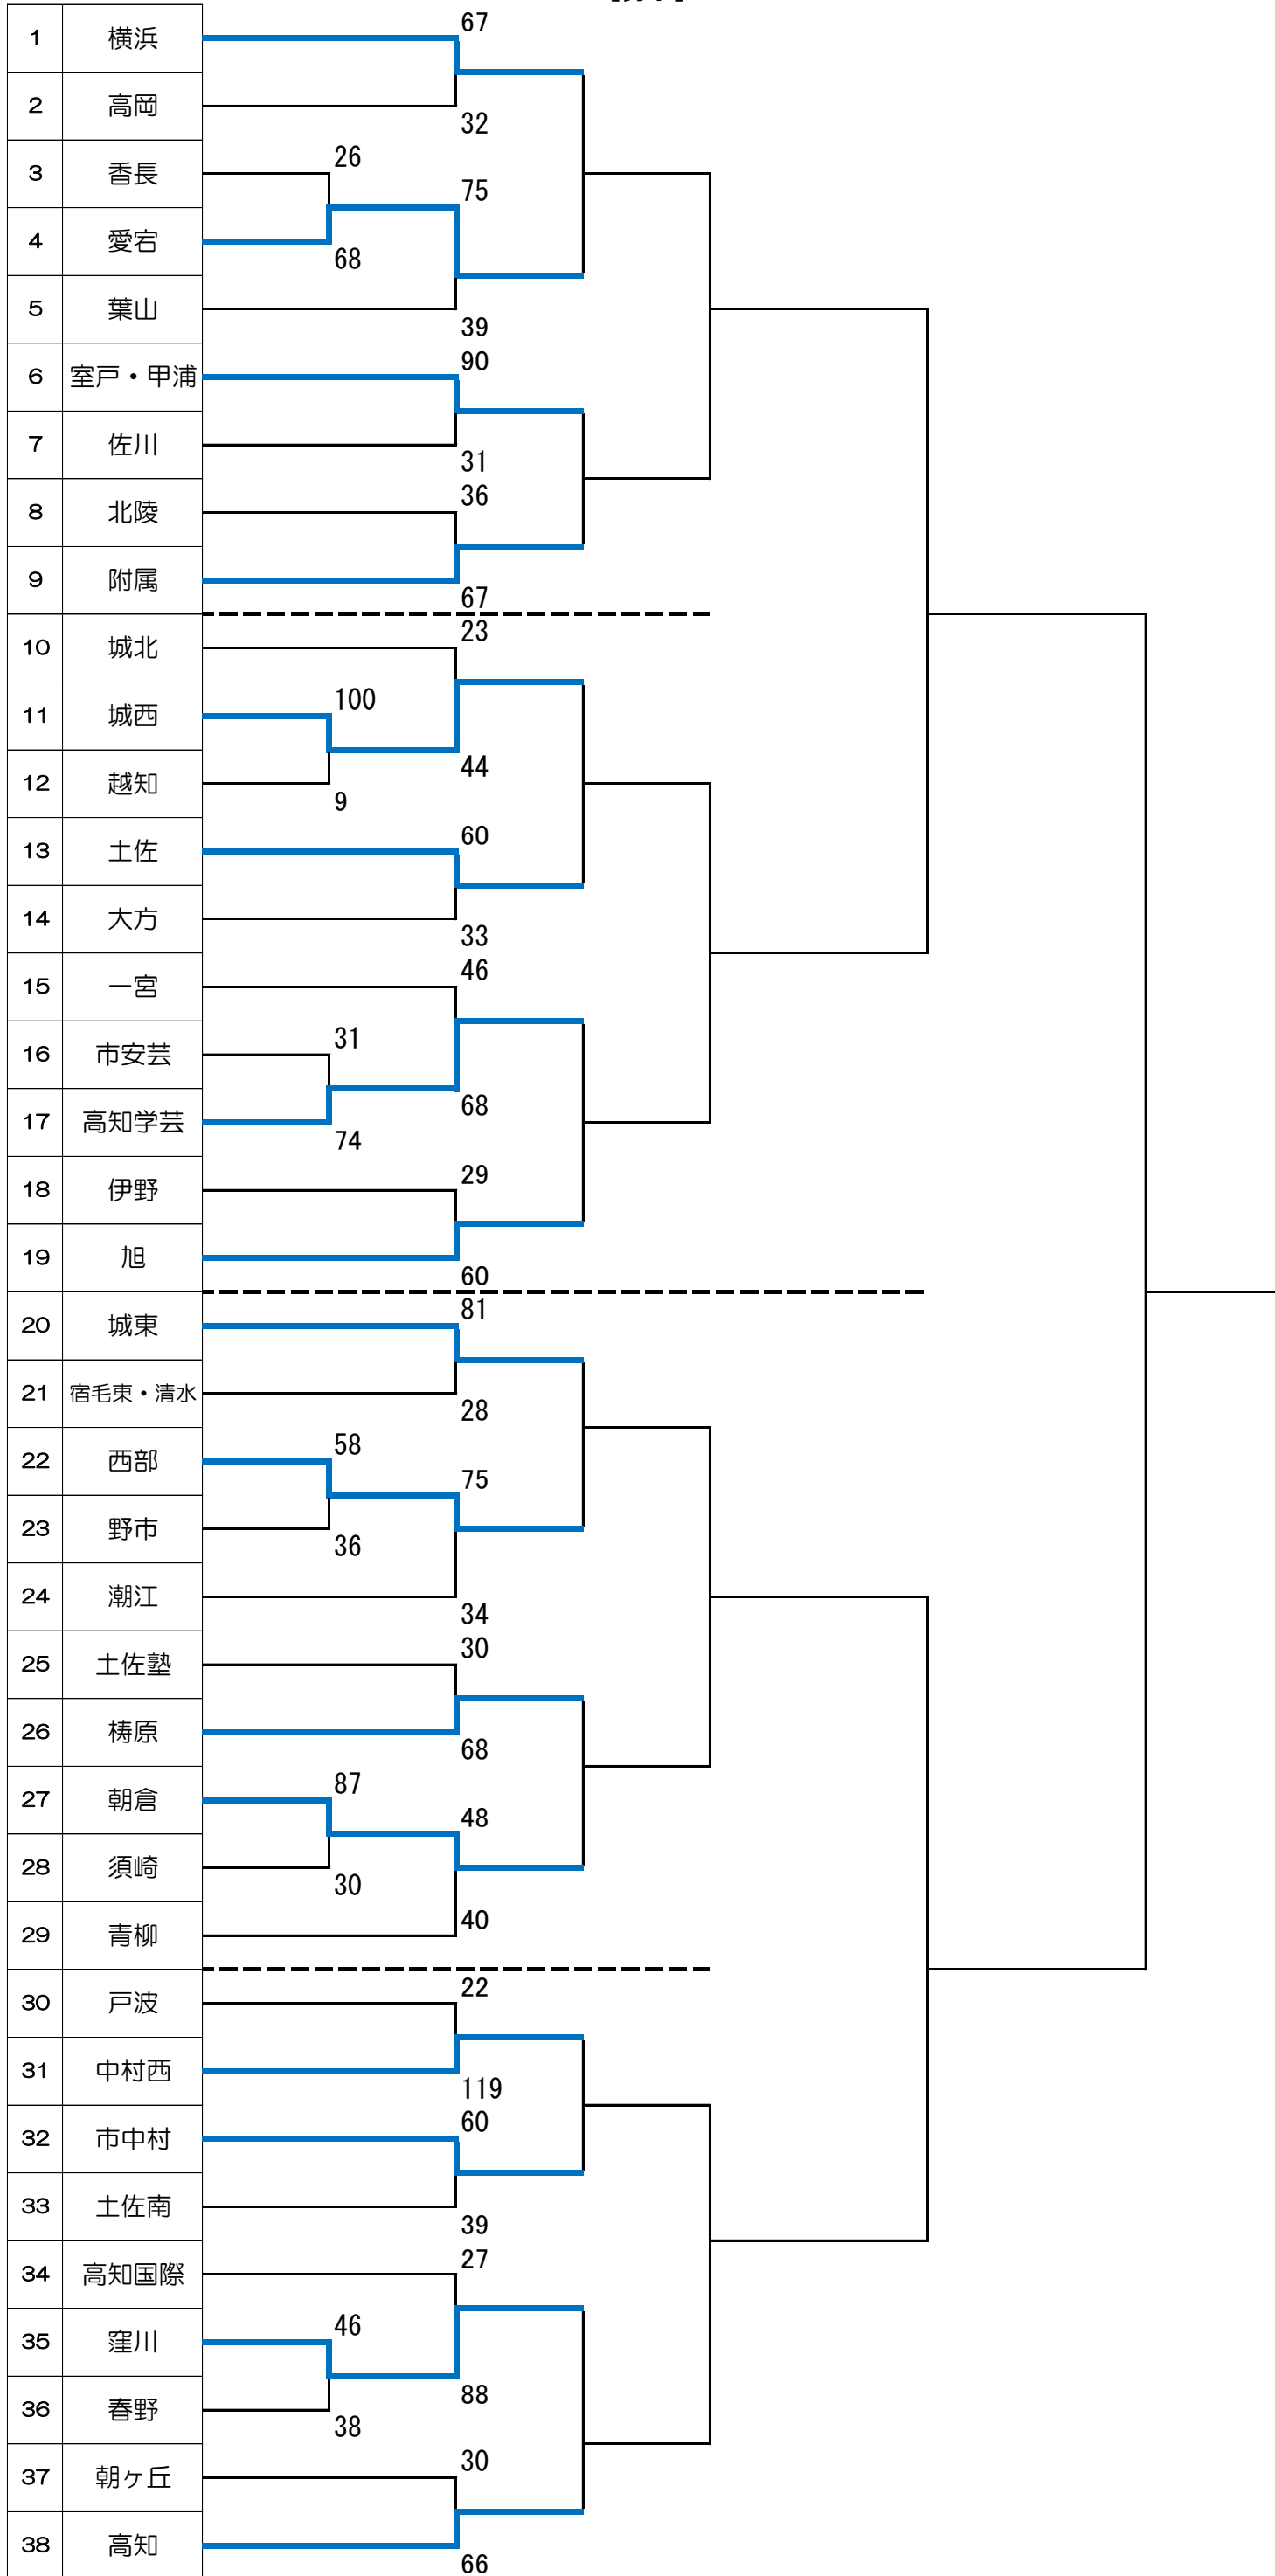 67
1 横浜
2 高岡
32
26
3 香長
75
4 愛宕
68
5 葉山
39
90
6 室戸・甲浦
7 佐川
31
36
8 北陵
9 附属
67
23
10 城北
100
11 城西
44
12 越知
9
60
13 土佐
14 大方
33
46
15 一宮
31
16 市安芸
68
17 高知学芸
74
29
18 伊野
19 旭
60
81
20 城東
21 宿毛東・清水
28
58
22 西部
75
23 野市
36
24 潮江
34
30
25 土佐塾
26 梼原
68
87
27 朝倉
48
28 須崎
30
40
29 青柳
22
30 戸波
31 中村西
119
60
32 市中村
33 土佐南
39
27
34 高知国際
46
35 窪川
88
36 春野
38
30
37 朝ヶ丘
38 高知
66